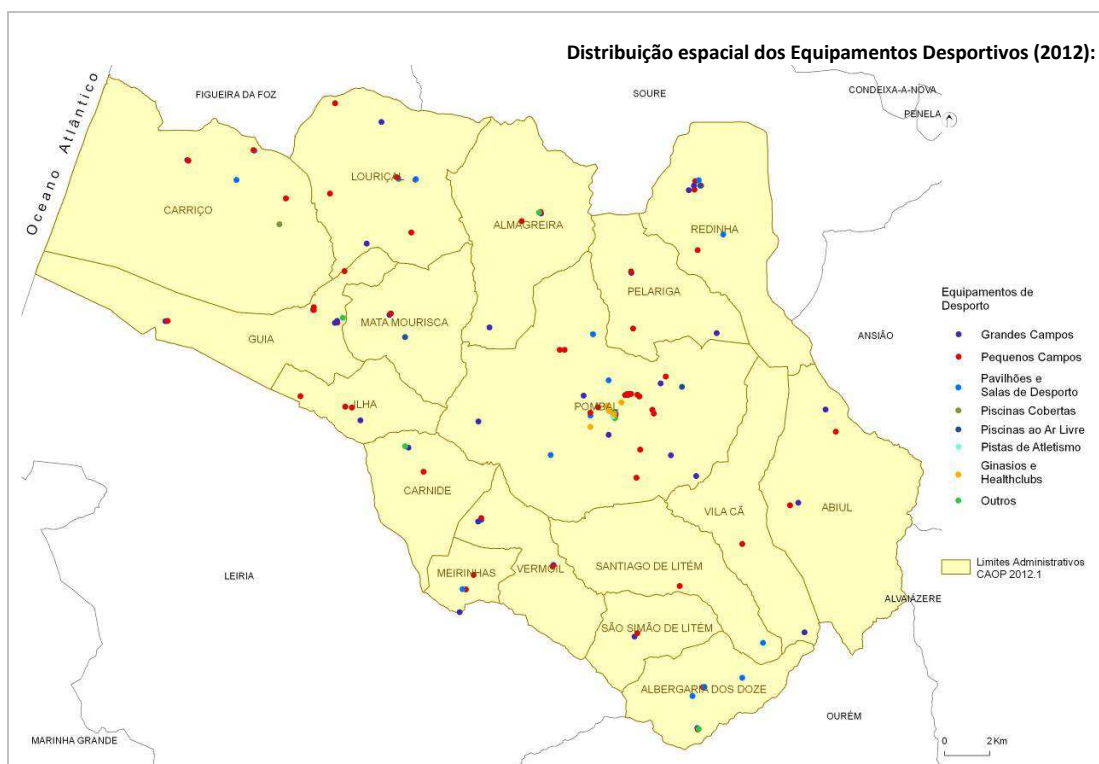 Distribuição espacial dos Equipamentos Desportivos (2012):
Oceano Atlântico
FIGUEIRA DA FOZ
SOURE
CONDEIXA-A-NOVA
PENELA
LOURIÇAL
CARRIÇO
ALMAGREIRA
REDINHA
PELARIGA
MATA MOURISCA
GUIA
ANSIÃO
ILHA
POMBAL
CARNIDE
VILA CÃ
ABIUL
LEIRIA
MEIRINHAS
VERMOIL
SANTIAGO DE LITÉM
ALVAIÁZERE
SÃO SIMÃO DE LITÉM
ALBERGARIA DOS DOZE
OURÉM
MARINHA GRANDE
Equipamentos de
Desporto
Grandes Campos
Pequenos Campos
Pavilhões e
Salas de Desporto
Piscinas Cobertas
Piscinas ao Ar Livre
Pistas de Atletismo
Ginasios e
Healthclubs
Outros
Limites Administrativos
CAOP 2012.1
0 2 Km